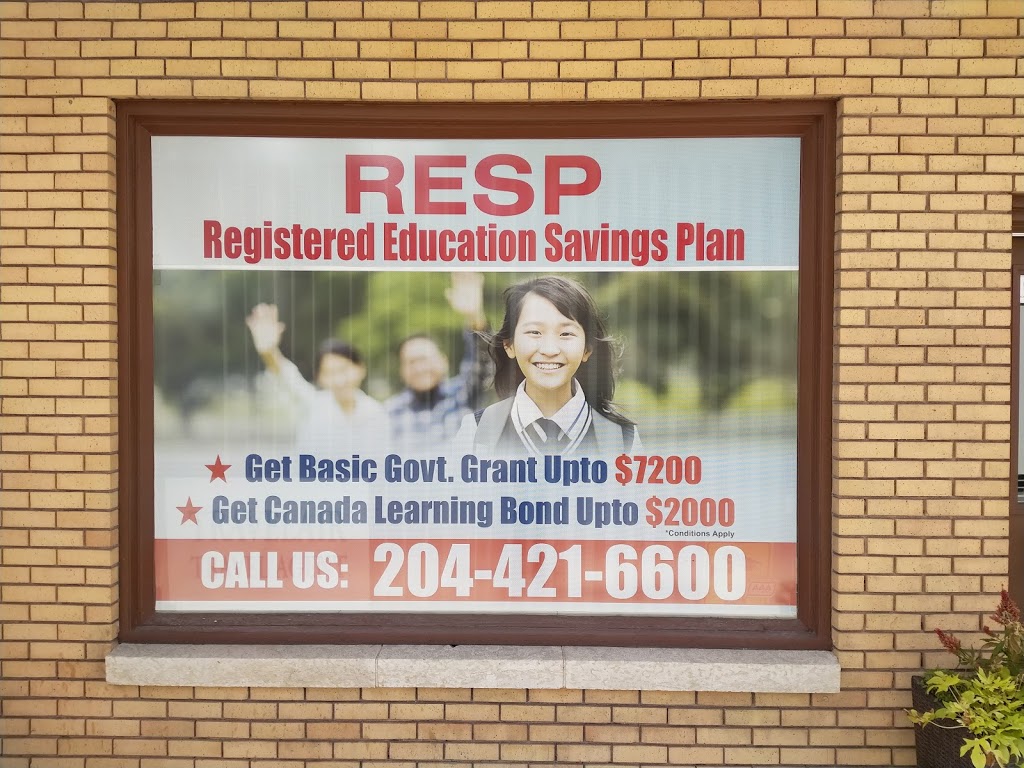 RESP
Registered Education Savings Plan
★ Get Basic Govt. Grant Upto $7200
★ Get Canada Learning Bond Upto $2000
*Conditions Apply
CALL US: 204-421-6600